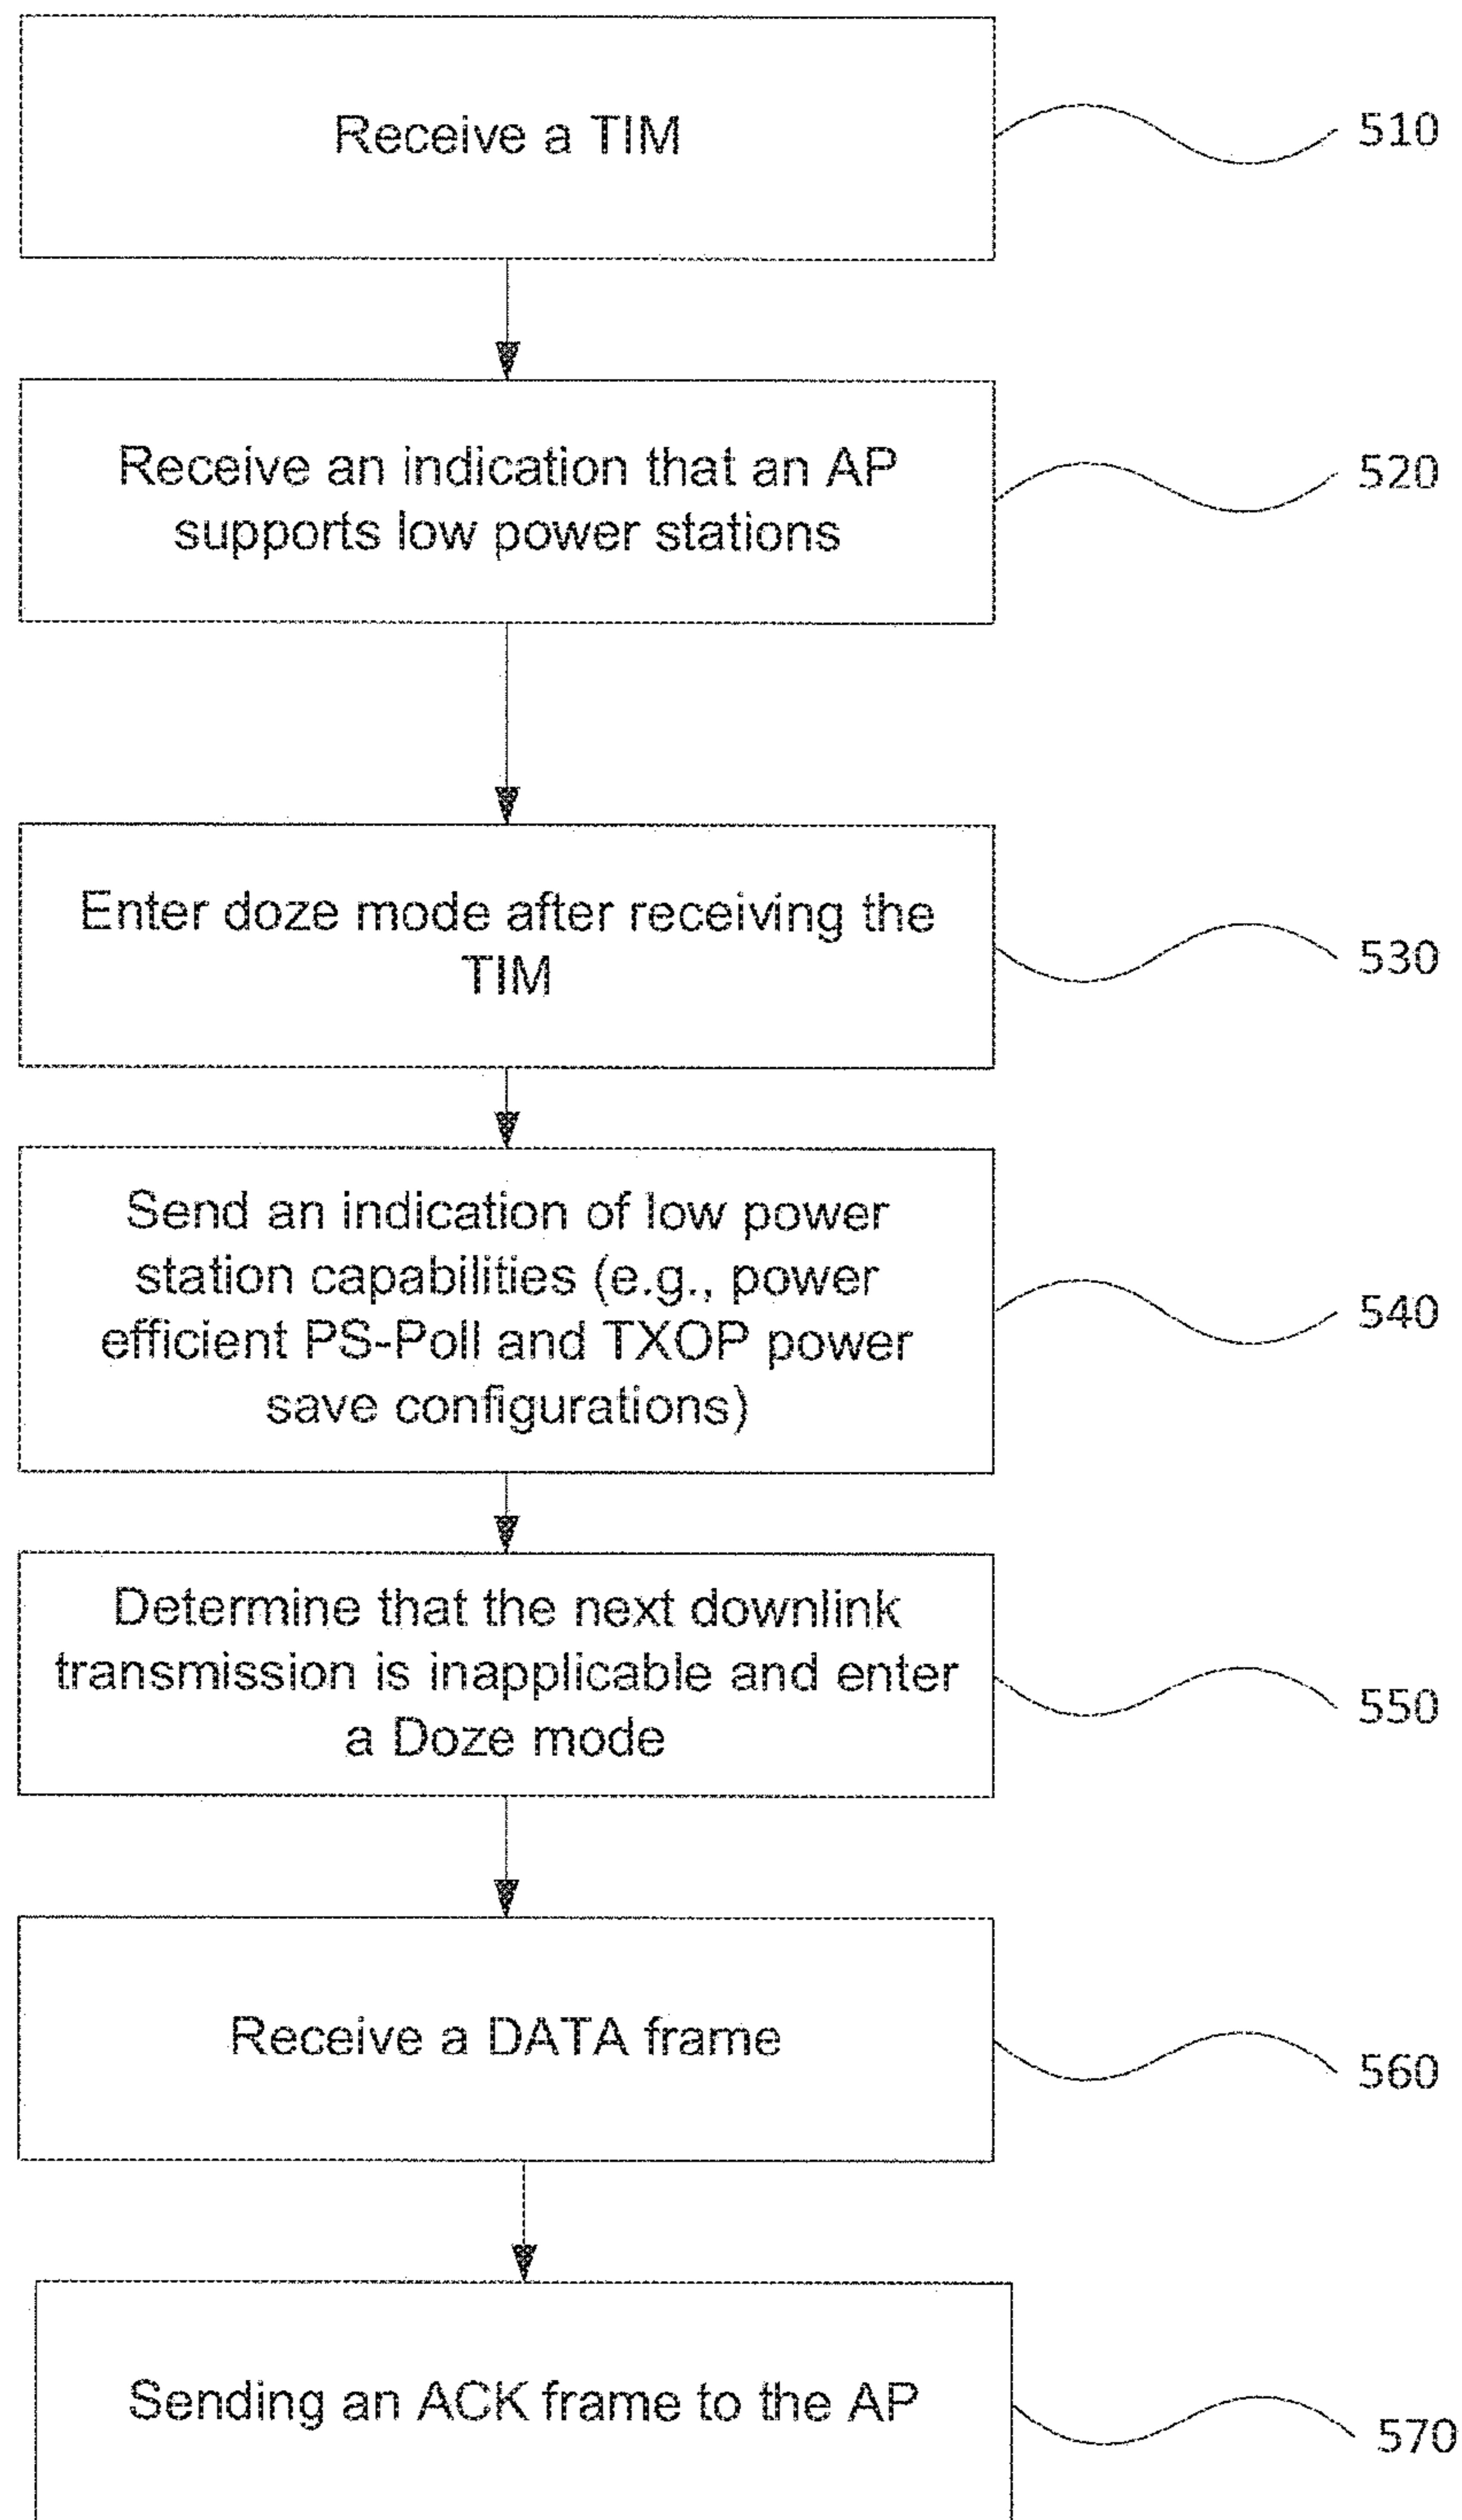 Receive a TIM
510
Receive an indication that an AP
supports low power stations
520
Enter doze mode after receiving the
TIM
530
Send an indication of low power
station capabilities (e.g., power
efficient PS-Poll and TXOP power
save configurations)
540
Determine that the next downlink
transmission is inapplicable and enter
a Doze mode
550
Receive a DATA frame
560
Sending an ACK frame to the AP
570